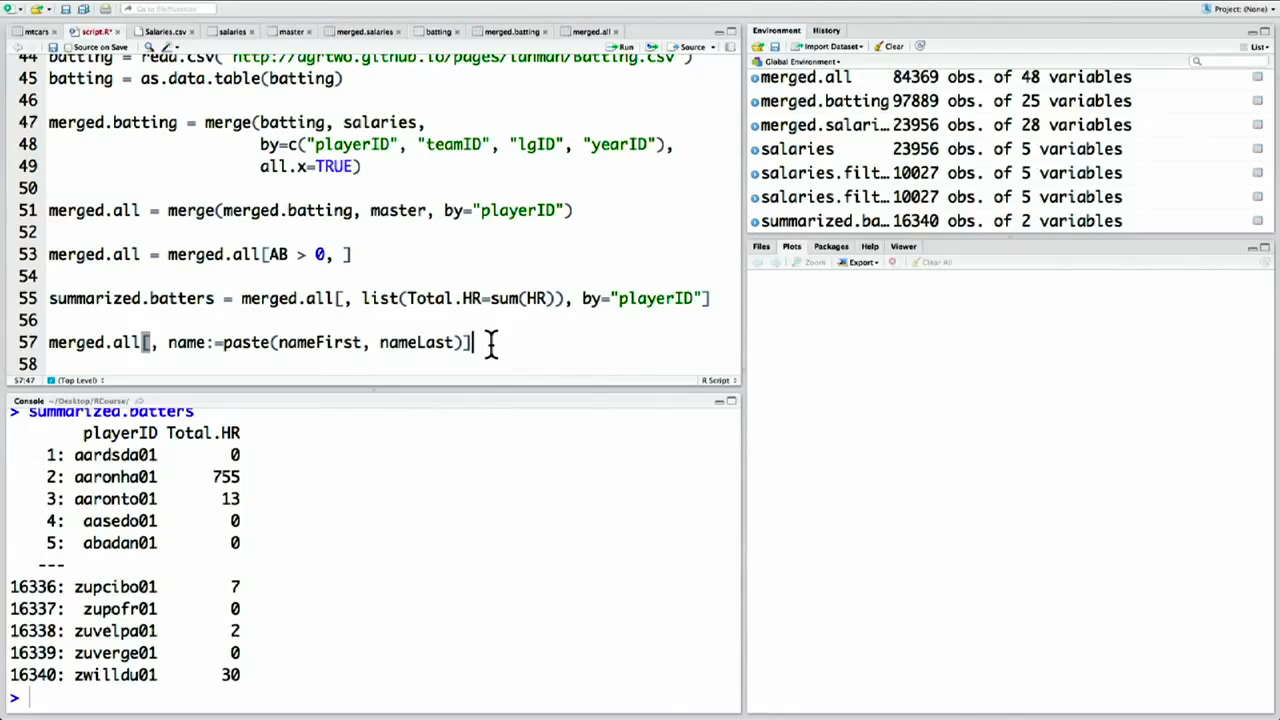 Go to file/function
Project: (None)
mtcars
script.R*
Salaries.csv
salaries
master
merged.salaries
batting
merged.batting
merged.all
Source on Save
Run
Source
44 batting = read.csv("http://dgrtwo.github.io/pages/lahman/Batting.csv")
45 batting = as.data.table(batting)
46
47 merged.batting = merge(batting, salaries,
48 by=c("playerID", "teamID", "lgID", "yearID"),
49 all.x=TRUE)
50
51 merged.all = merge(merged.batting, master, by="playerID")
52
53 merged.all = merged.all[AB > 0, ]
54
55 summarized.batters = merged.all[, list(Total.HR=sum(HR)), by="playerID"]
56
57 merged.all[, name:=paste(nameFirst, nameLast)]
58
57:47 (Top Level)
R Script
Console ~/Desktop/RCourse/
> summarized.batters
playerID Total.HR
1: aardsda01 0
2: aaronha01 755
3: aaronto01 13
4: aasedo01 0
5: abadan01 0
---
16336: zupcibo01 7
16337: zupofr01 0
16338: zuvelpa01 2
16339: zuverge01 0
16340: zwilldu01 30
>
Environment
History
Import Dataset
Clear
List
Global Environment
merged.all 84369 obs. of 48 variables
merged.batting 97889 obs. of 25 variables
merged.salari... 23956 obs. of 28 variables
salaries 23956 obs. of 5 variables
salaries.filt... 10027 obs. of 5 variables
salaries.filt... 10027 obs. of 5 variables
summarized.ba... 16340 obs. of 2 variables
Files
Plots
Packages
Help
Viewer
Zoom
Export
Clear All